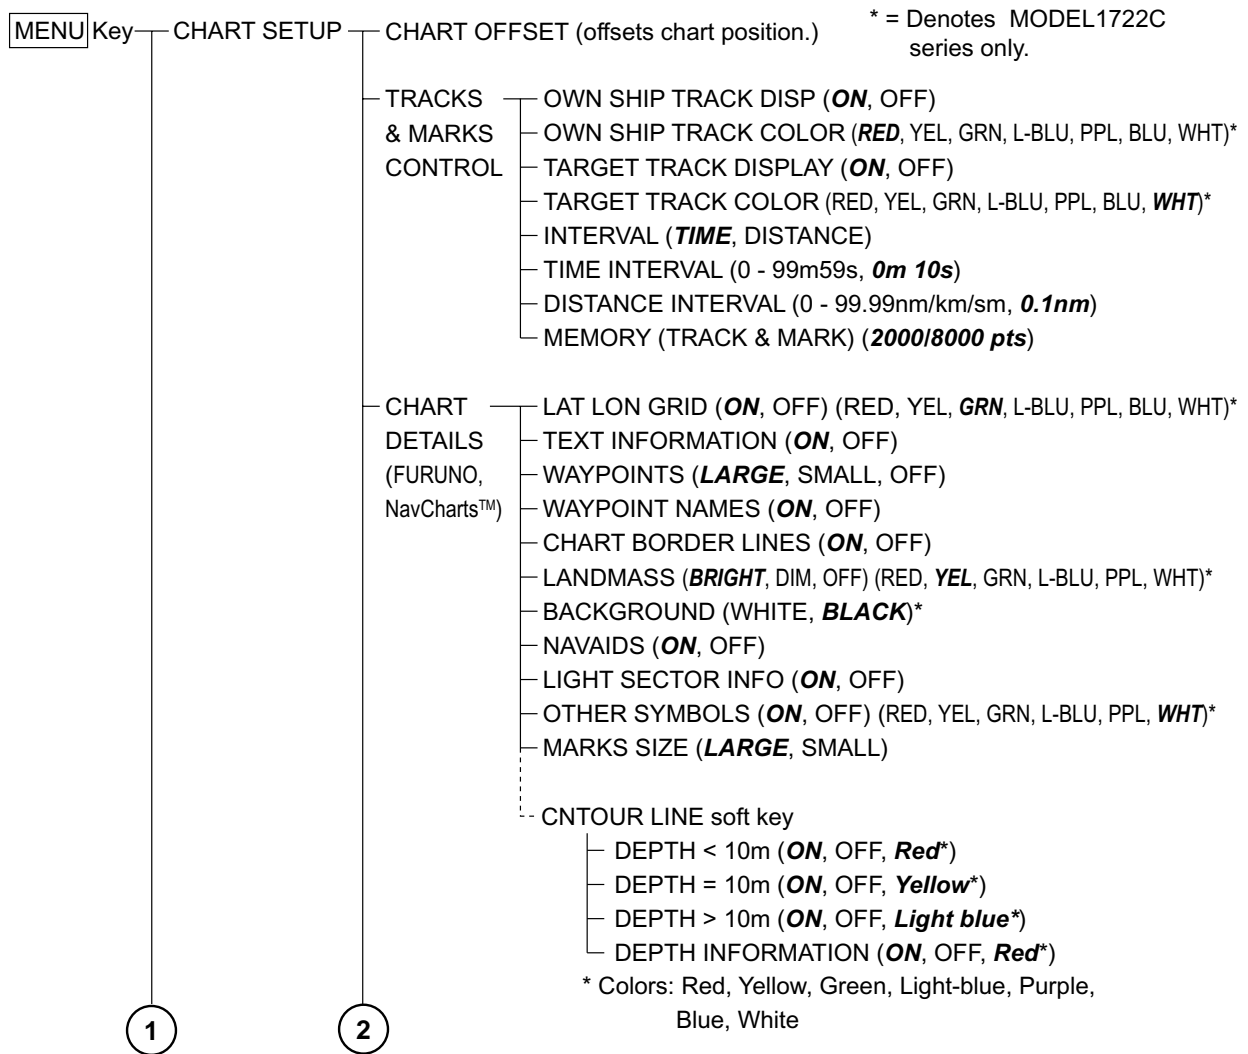 MENU Key CHART SETUP CHART OFFSET (offsets chart position.)
* = Denotes MODEL1722C
series only.
TRACKS
& MARKS
CONTROL
OWN SHIP TRACK DISP (ON, OFF)
OWN SHIP TRACK COLOR (RED, YEL, GRN, L-BLU, PPL, BLU, WHT)*
TARGET TRACK DISPLAY (ON, OFF)
TARGET TRACK COLOR (RED, YEL, GRN, L-BLU, PPL, BLU, WHT)*
INTERVAL (TIME, DISTANCE)
TIME INTERVAL (0 - 99m59s, 0m 10s)
DISTANCE INTERVAL (0 - 99.99nm/km/sm, 0.1nm)
MEMORY (TRACK & MARK) (2000/8000 pts)
CHART
DETAILS
(FURUNO,
NavCharts™)
LAT LON GRID (ON, OFF) (RED, YEL, GRN, L-BLU, PPL, BLU, WHT)*
TEXT INFORMATION (ON, OFF)
WAYPOINTS (LARGE, SMALL, OFF)
WAYPOINT NAMES (ON, OFF)
CHART BORDER LINES (ON, OFF)
LANDMASS (BRIGHT, DIM, OFF) (RED, YEL, GRN, L-BLU, PPL, WHT)*
BACKGROUND (WHITE, BLACK)*
NAVAIDS (ON, OFF)
LIGHT SECTOR INFO (ON, OFF)
OTHER SYMBOLS (ON, OFF) (RED, YEL, GRN, L-BLU, PPL, WHT)*
MARKS SIZE (LARGE, SMALL)
CNTOUR LINE soft key
DEPTH < 10m (ON, OFF, Red*)
DEPTH = 10m (ON, OFF, Yellow*)
DEPTH > 10m (ON, OFF, Light blue*)
DEPTH INFORMATION (ON, OFF, Red*)
* Colors: Red, Yellow, Green, Light-blue, Purple,
Blue, White
1 2